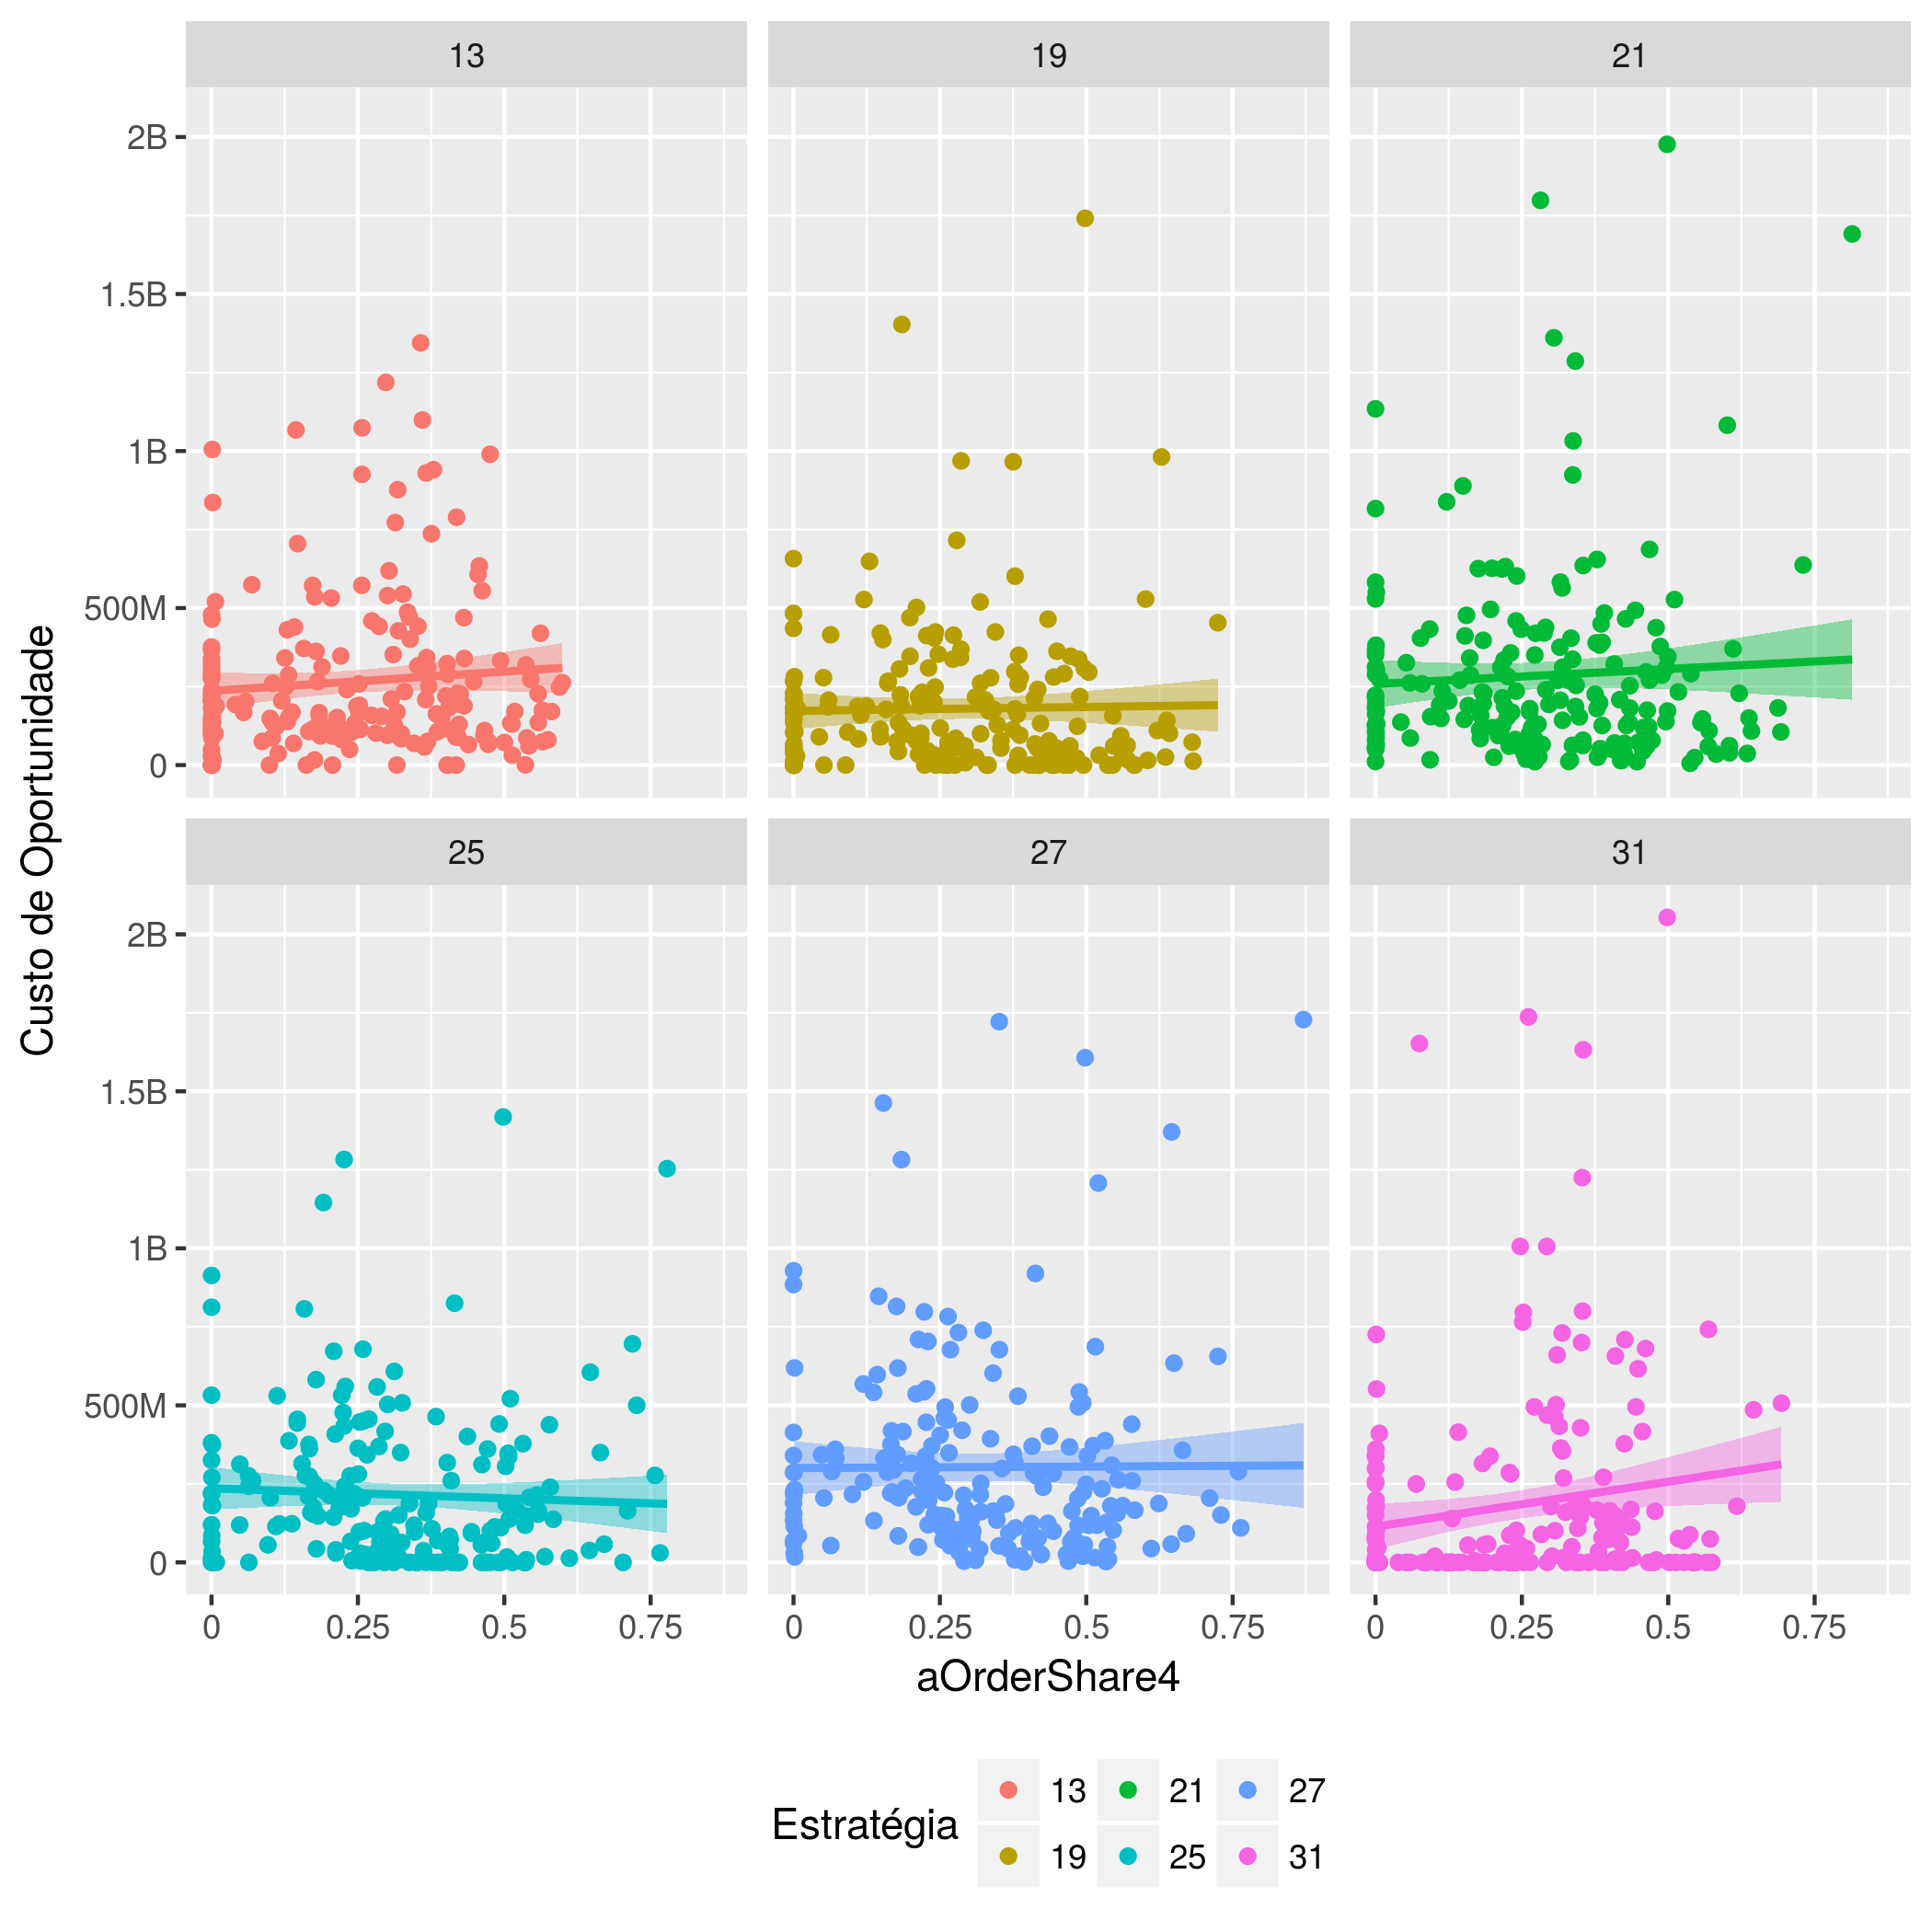 13 19 21
2B
1.5B
1B
500M
0
25 27 31
2B
1.5B
1B
500M
0
0 0.25 0.5 0.75 0 0.25 0.5 0.75 0 0.25 0.5 0.75
Custo de Oportunidade
aOrderShare4
Estratégia
13 21 27
19 25 31